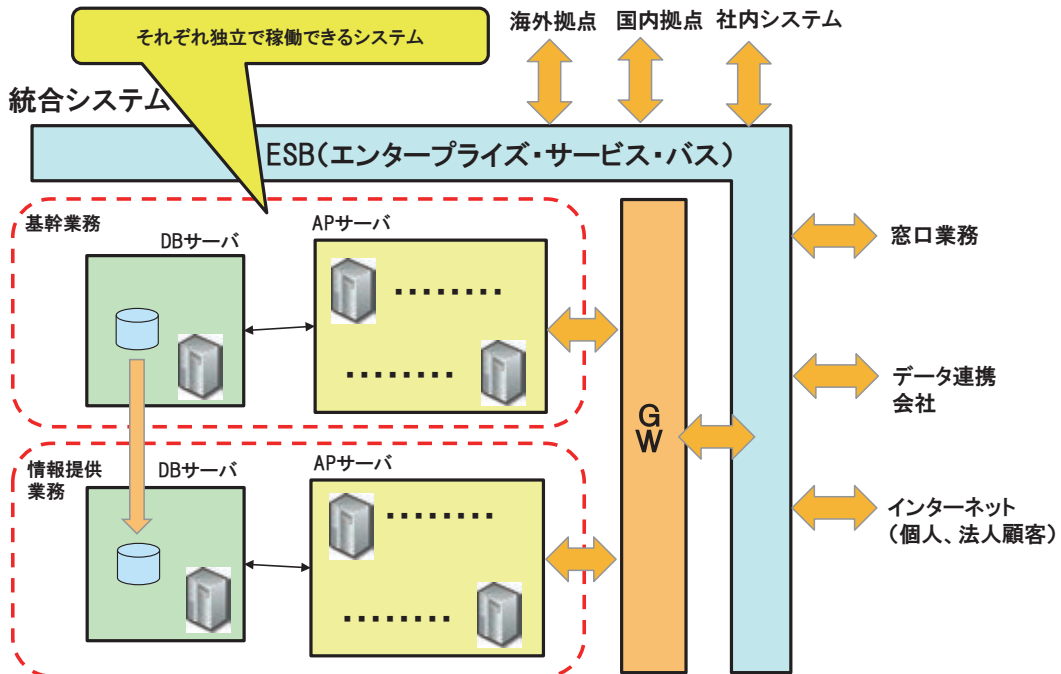 海外拠点 国内拠点 社内システム
それぞれ独立で稼働できるシステム
統合システム
ESB(エンタープライズ・サービス・バス)
基幹業務
DBサーバ
APサーバ
・・・・・・・・
・・・・・・・・
窓口業務
データ連携
会社
GW
情報提供
業務
DBサーバ
APサーバ
・・・・・・・・
・・・・・・・・
インターネット
(個人、法人顧客)